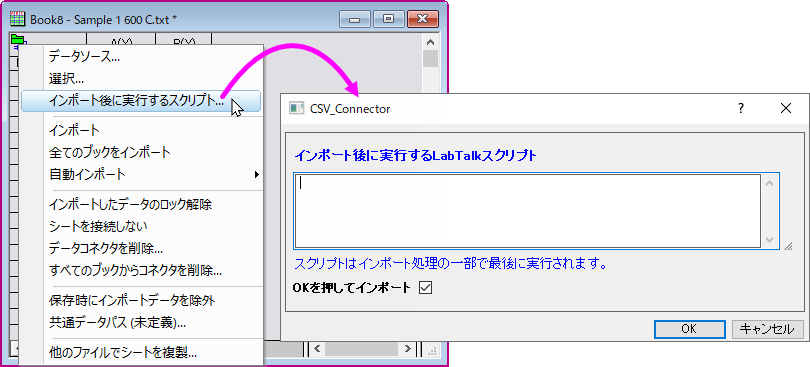 Book8 - Sample 1 600 C.txt *
A(X) B(Y)
データソース...
選択...
インポート後に実行するスクリプト...
インポート
全てのブックをインポート
自動インポート
インポートしたデータのロック解除
シートを接続しない
データコネクタを削除...
すべてのブックからコネクタを削除...
保存時にインポートデータを除外
共通データパス (未定義)...
他のファイルでシートを複製...
CSV_Connector
インポート後に実行するLabTalkスクリプト
スクリプトはインポート処理の一部で最後に実行されます。
OKを押してインポート
OK キャンセル